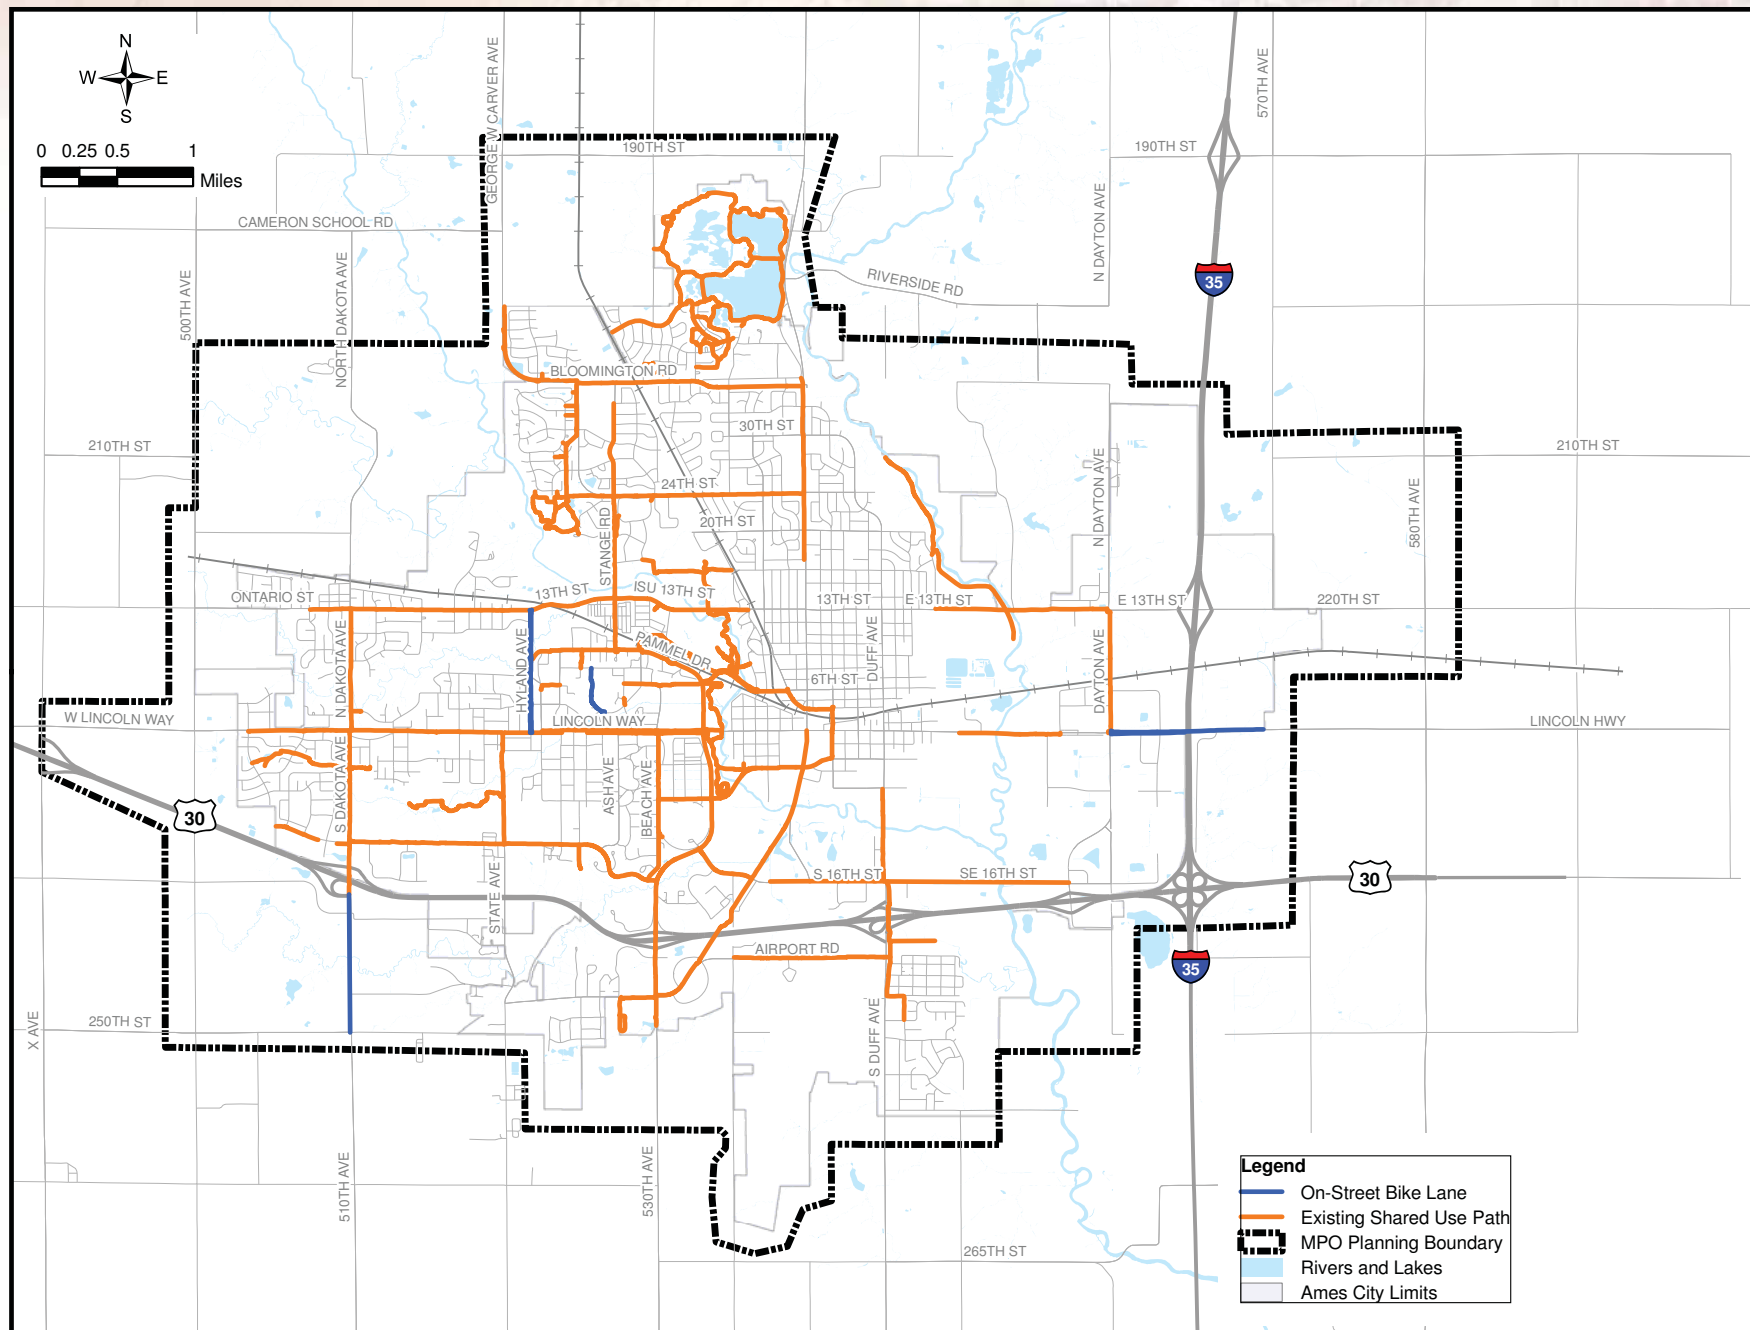 N
W E
S
0 0.25 0.5 1
Miles
GEORGE W CARVER AVE
570TH AVE
190TH ST
190TH ST
CAMERON SCHOOL RD
N DAYTON AVE
500TH AVE
NORTH DAKOTA AVE
RIVERSIDE RD
35
BLOOMINGTON RD
30TH ST
210TH ST
210TH ST
24TH ST
N DAYTON AVE
580TH AVE
20TH ST
STANGE RD
ONTARIO ST
13TH ST
ISU 13TH ST
13TH ST
E 13TH ST
E 13TH ST
220TH ST
N DAKOTA AVE
HYLAND AVE
PAMMEL DR
DUFF AVE
DAYTON AVE
6TH ST
W LINCOLN WAY
LINCOLN WAY
LINCOLN HWY
S DAKOTA AVE
ASH AVE
BEACH AVE
30
STATE AVE
S 16TH ST
SE 16TH ST
30
AIRPORT RD
35
X AVE
250TH ST
S DUFF AVE
510TH AVE
530TH AVE
265TH ST
Legend
On-Street Bike Lane
Existing Shared Use Path
MPO Planning Boundary
Rivers and Lakes
Ames City Limits